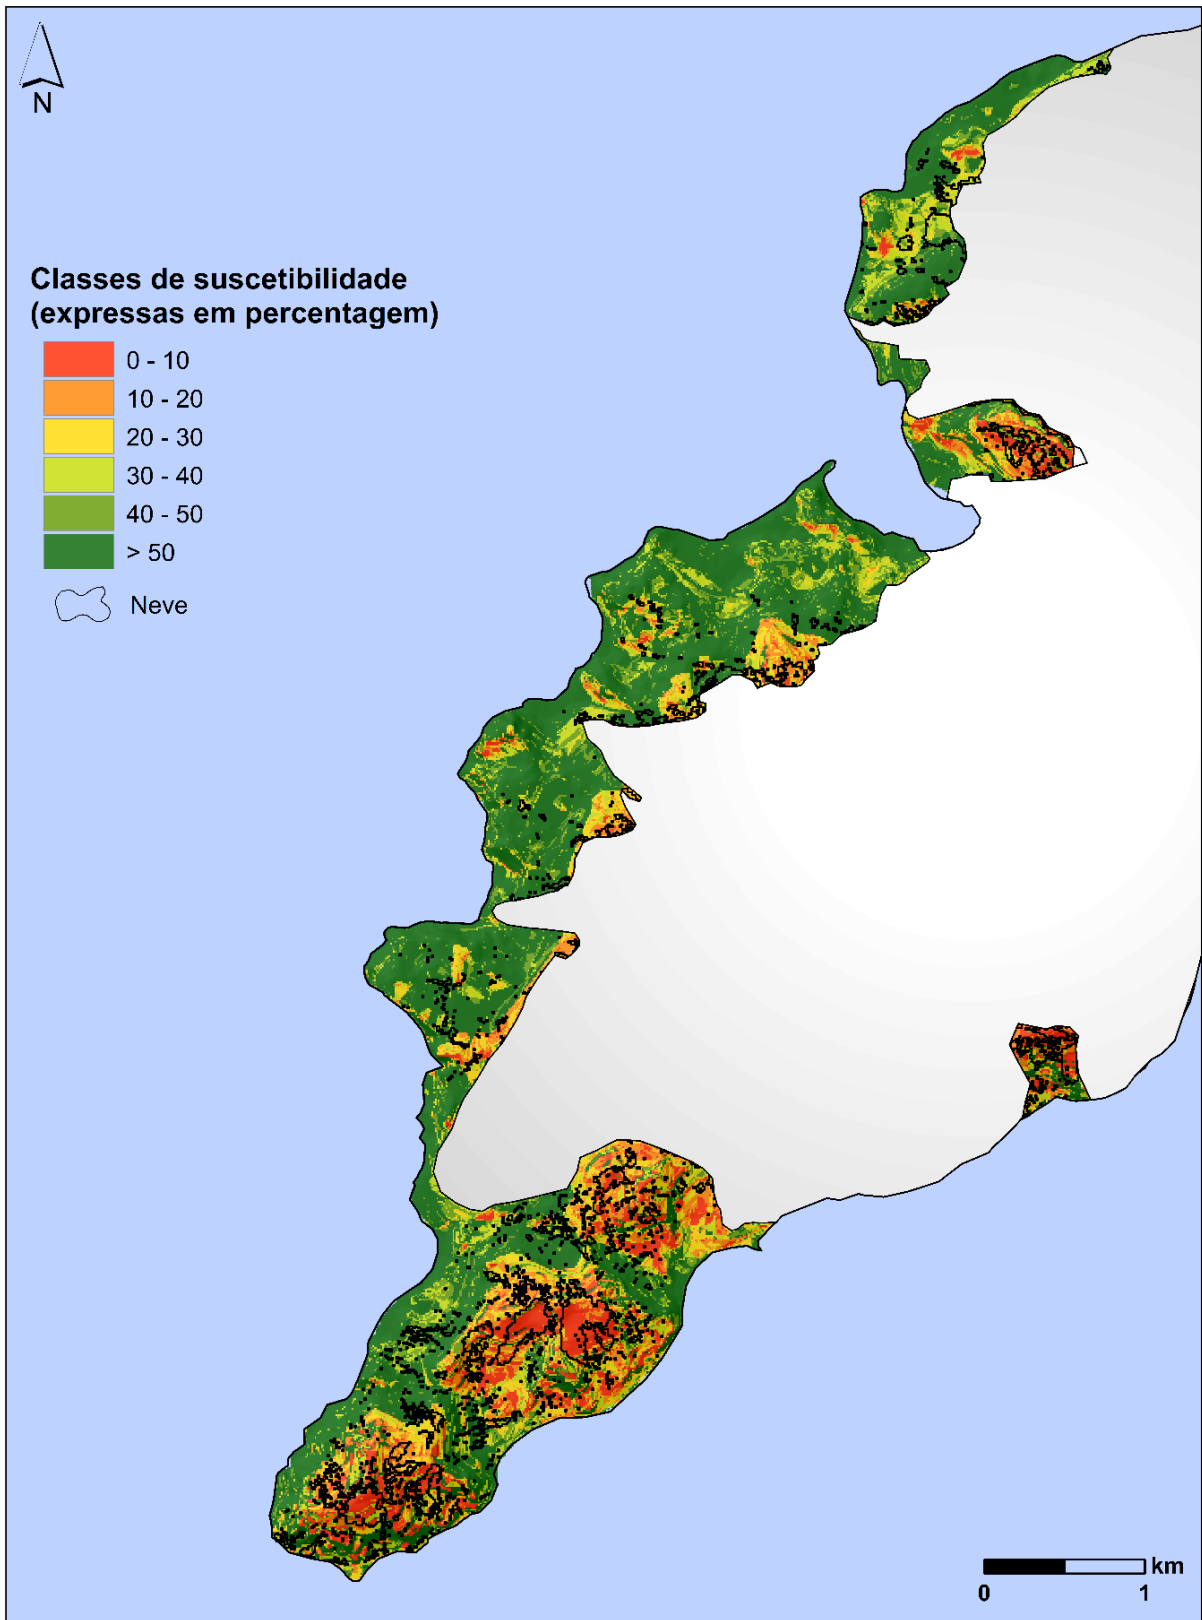 N
Classes de suscetibilidade
(expressas em percentagem)
0 - 10
10 - 20
20 - 30
30 - 40
40 - 50
> 50
Neve
km
0 1